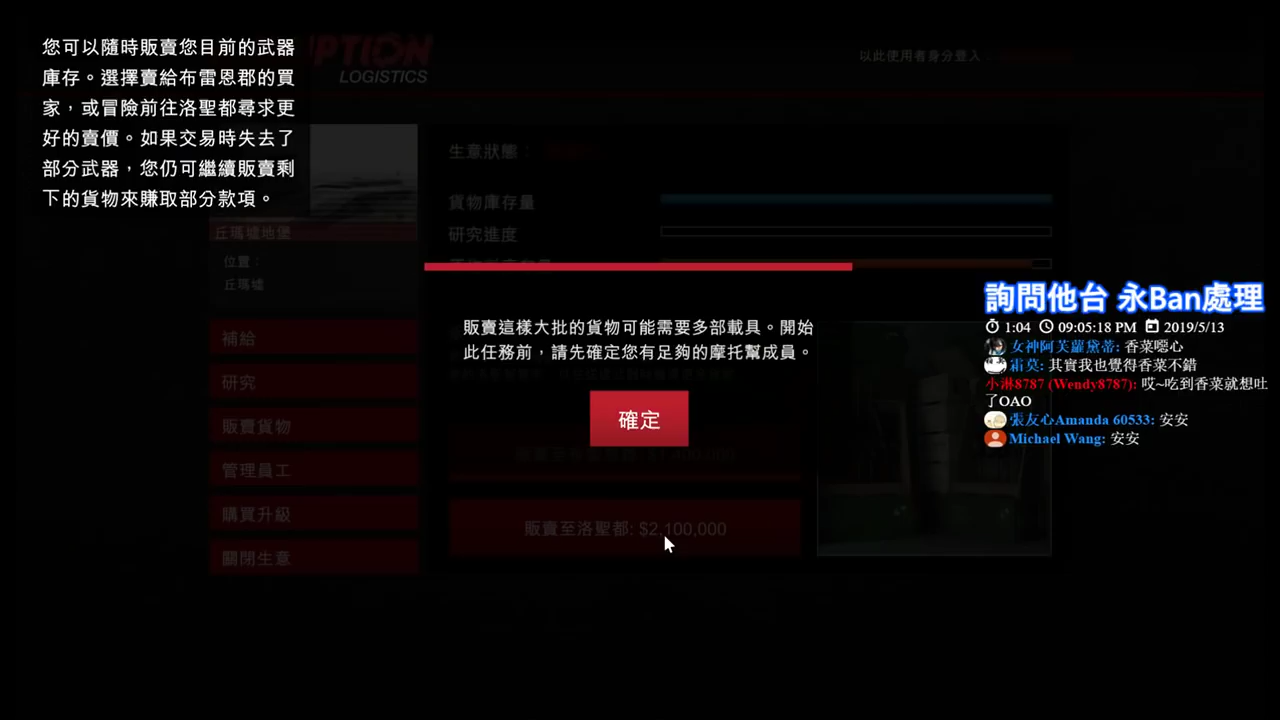 您可以隨時販賣您目前的武器
庫存。選擇賣給布雷恩郡的買
家，或冒險前往洛聖都尋求更
好的賣價。如果交易時失去了
部分武器，您仍可繼續販賣剩
下的貨物來賺取部分款項。
LOGISTICS
以此使用者身分登入
生意狀態：
貨物庫存量
研究進度
丘瑪墟地堡
位置：
丘瑪墟
補給
研究
販賣貨物
管理員工
購買升級
關閉生意
販賣這樣大批的貨物可能需要多部載具。開始
此任務前，請先確定您有足夠的摩托幫成員。
確定
販賣至洛聖都: $2,100,000
詢問他台 永Ban處理
1:04 09:05:18 PM 2019/5/13
女神阿芙蘿黛蒂: 香菜噁心
霜莫: 其實我也覺得香菜不錯
小淋8787 (Wendy8787): 哎~吃到香菜就想吐
了OAO
張友心Amanda 60533: 安安
Michael Wang: 安安